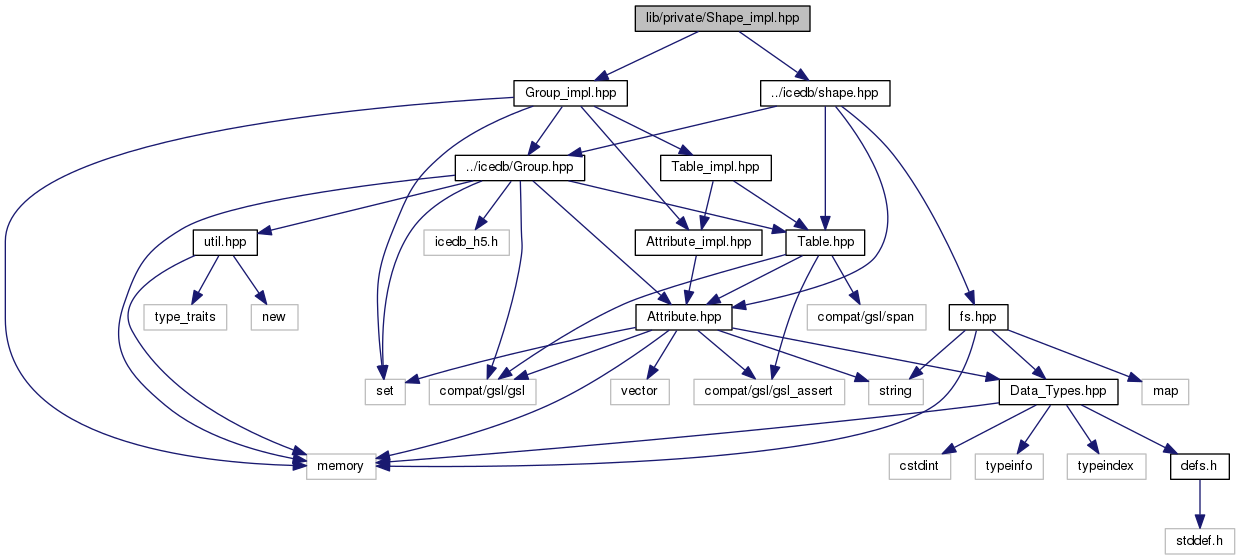 lib/private/Shape_impl.hpp
Group_impl.hpp
../icedb/shape.hpp
../icedb/Group.hpp
Table_impl.hpp
util.hpp
icedb_h5.h
Attribute_impl.hpp
Table.hpp
type_traits
new
Attribute.hpp
compat/gsl/span
fs.hpp
set
compat/gsl/gsl
vector
compat/gsl/gsl_assert
string
Data_Types.hpp
map
memory
cstdint
typeinfo
typeindex
defs.h
stddef.h